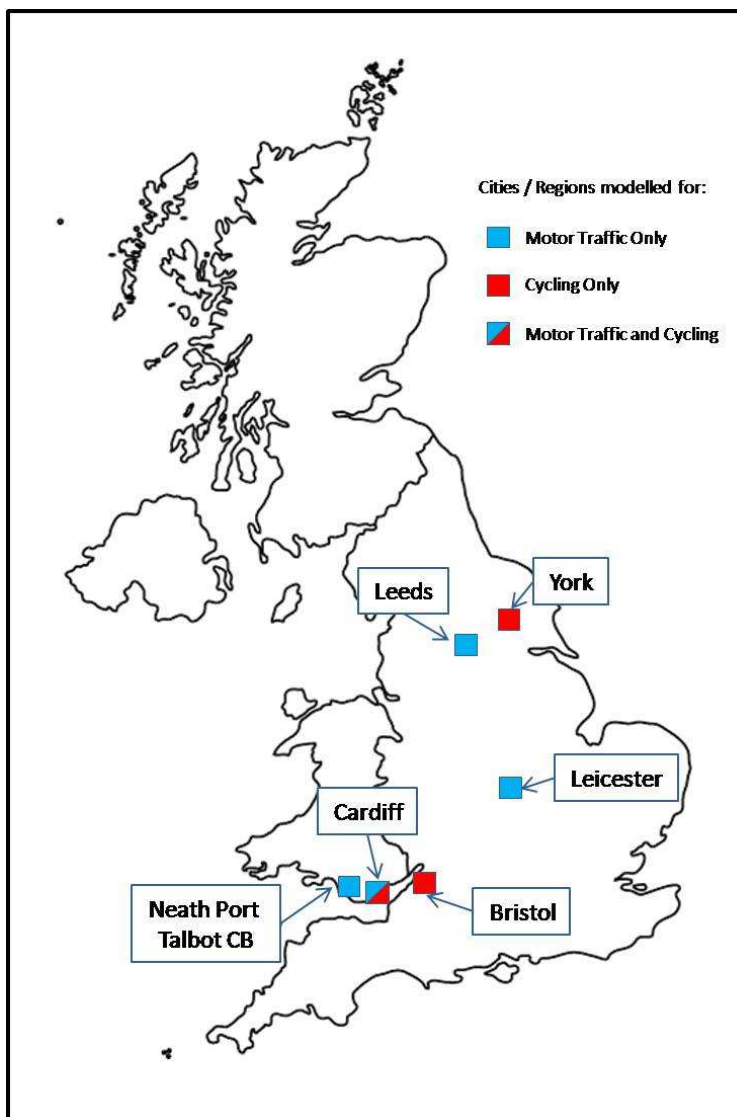 Cities / Regions modelled for:
Motor Traffic Only
Cycling Only
Motor Traffic and Cycling
Leeds
York
Leicester
Cardiff
Neath Port
Talbot CB
Bristol